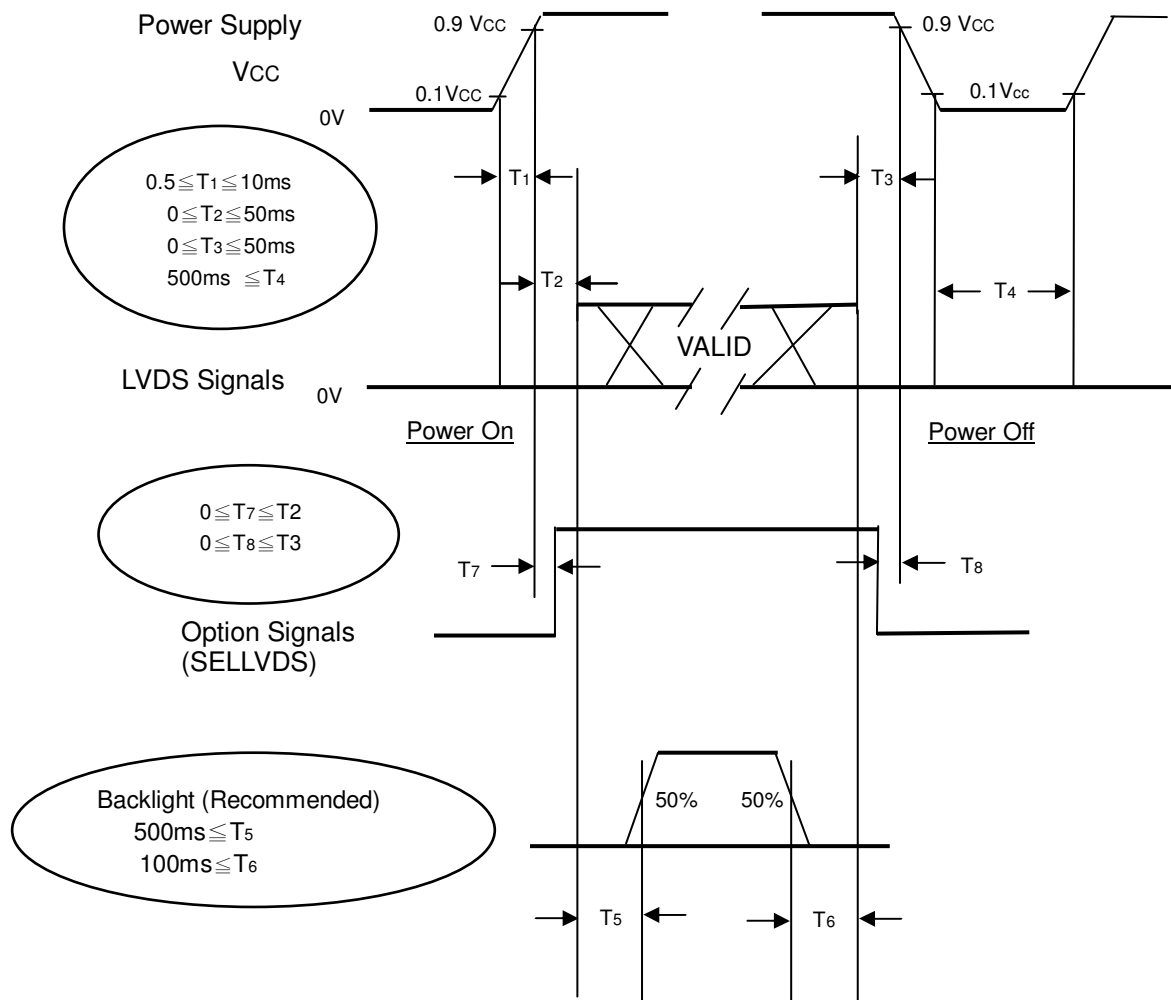 Power Supply
VCC
0.9 VCC
0.1VCC
0V
0.9 VCC
0.1Vcc
0.5≦T1≦10ms
0≦T2≦50ms
0≦T3≦50ms
500ms ≦T4
T1
T3
T2
T4
VALID
LVDS Signals
0V
Power On
Power Off
0≦T7≦T2
0≦T8≦T3
T7
T8
Option Signals
(SELLVDS)
Backlight (Recommended)
500ms≦T5
100ms≦T6
50%
50%
T5
T6